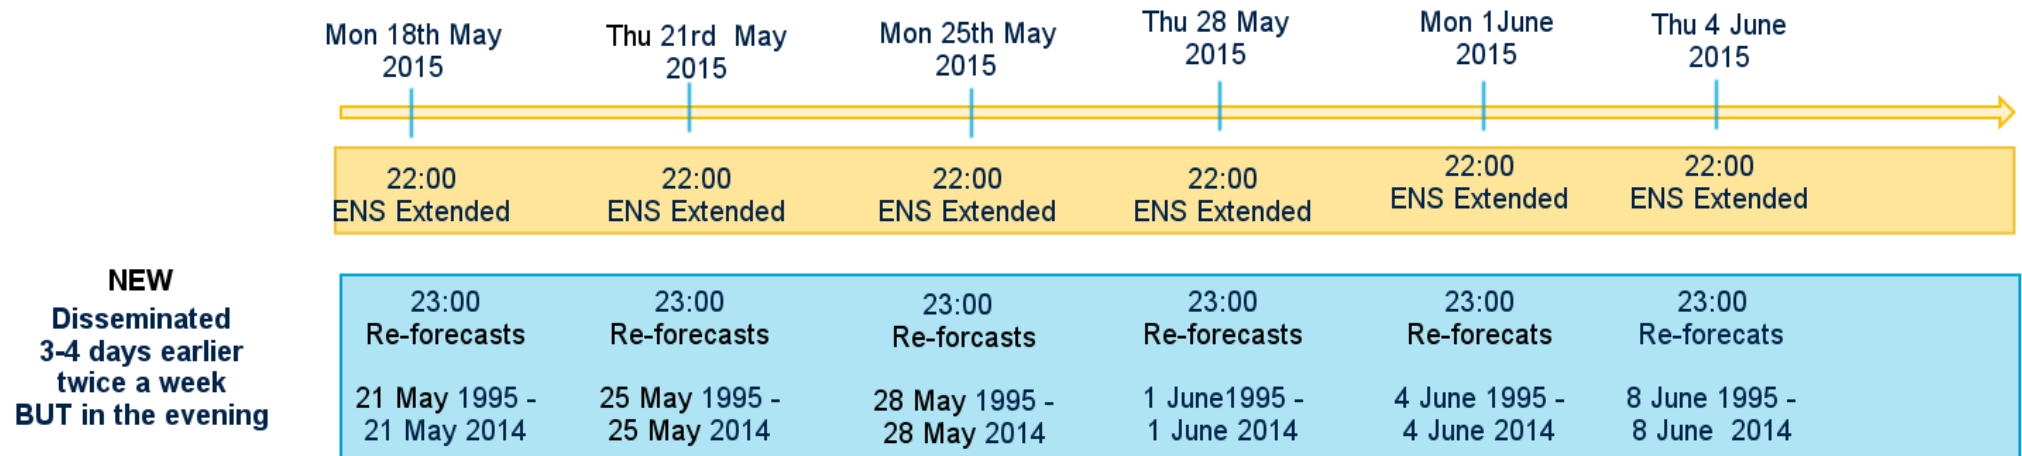 Mon 18th May
2015
Thu 21rd  May
2015
Mon 25th May
2015
Thu 28 May
2015
Mon 1June
2015
Thu 4 June
2015
22:00
ENS Extended
22:00
ENS Extended
22:00
ENS Extended
22:00
ENS Extended
22:00
ENS Extended
22:00
ENS Extended
NEW
Disseminated
3-4 days earlier
twice a week
BUT in the evening
23:00
Re-forecasts
21 May 1995 -
21 May 2014
23:00
Re-forecasts
25 May 1995 -
25 May 2014
23:00
Re-forcasts
28 May 1995 -
28 May 2014
23:00
Re-forecasts
1 June1995 -
1 June 2014
23:00
Re-forecats
4 June 1995 -
4 June 2014
23:00
Re-forecats
8 June 1995 -
8 June  2014